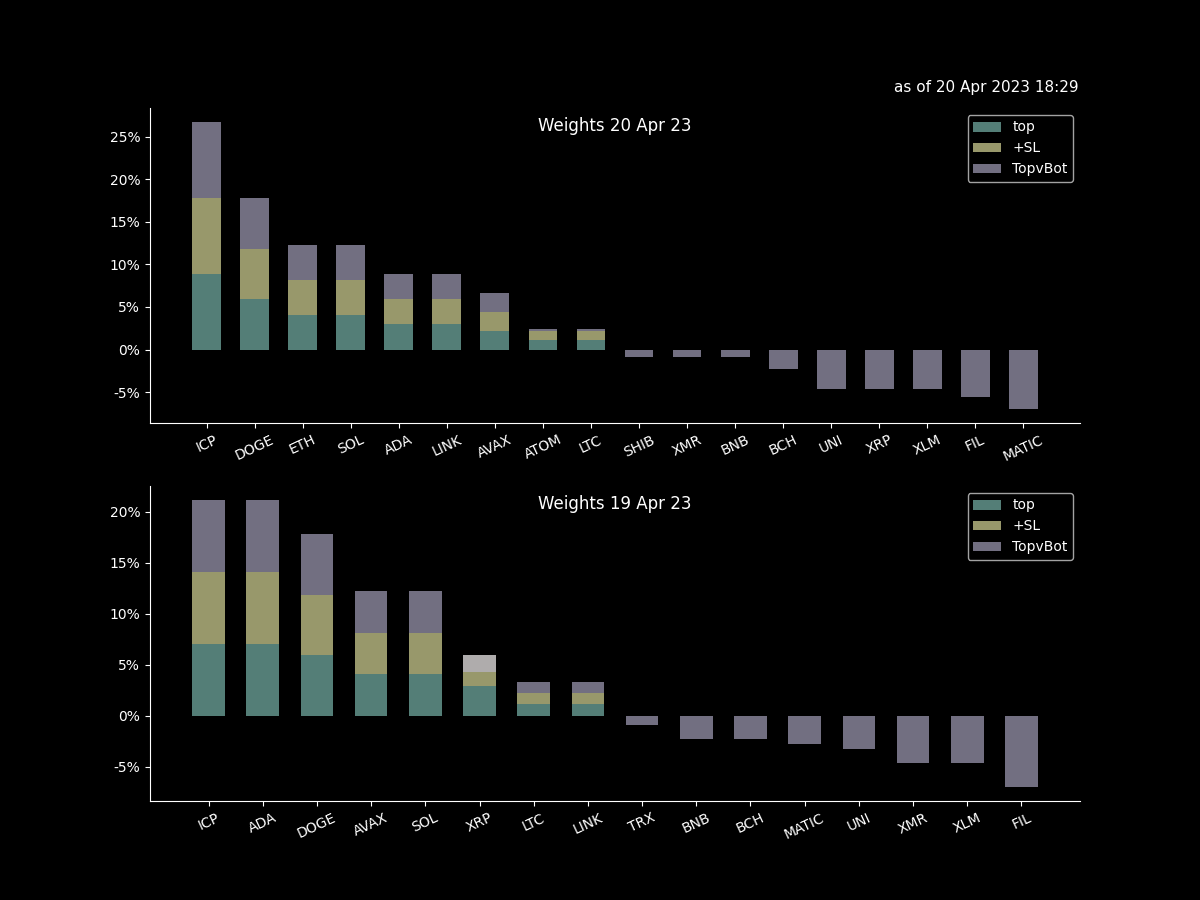 as of 20 Apr 2023 18:29
Weights 20 Apr 23
top
+SL
TopvBot
25%
20%
15%
10%
5%
0%
-5%
ICP DOGE ETH SOL ADA LINK AVAX ATOM LTC SHIB XMR BNB BCH UNI XRP XLM FIL MATIC
Weights 19 Apr 23
top
+SL
TopvBot
20%
15%
10%
5%
0%
-5%
ICP ADA DOGE AVAX SOL XRP LTC LINK TRX BNB BCH MATIC UNI XMR XLM FIL